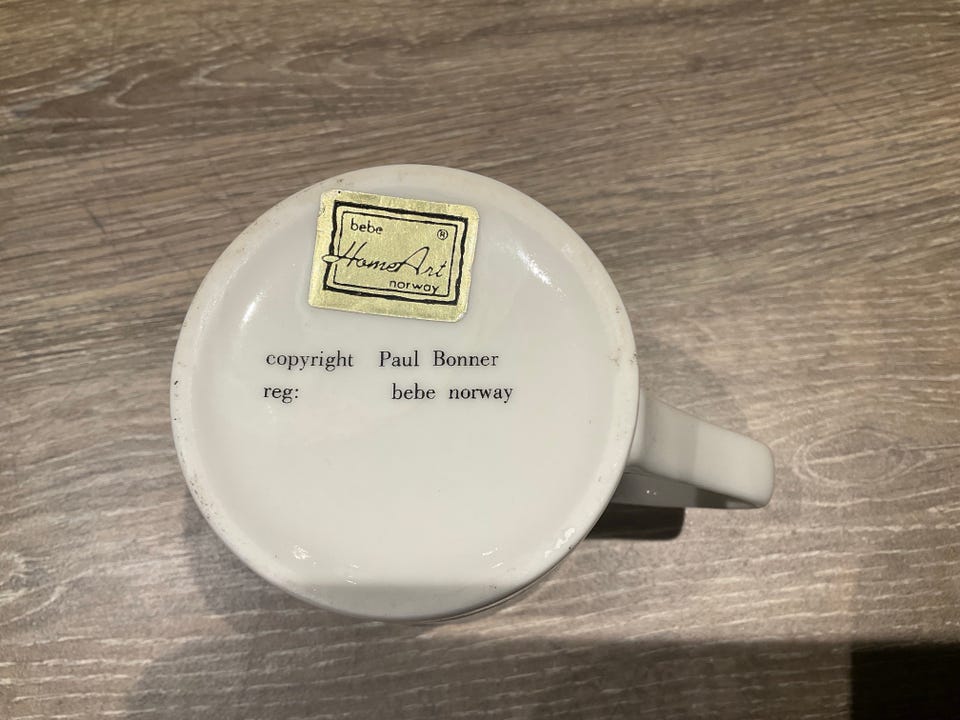 bebe ®
HomeArt
norway
copyright Paul Bonner
reg: bebe norway